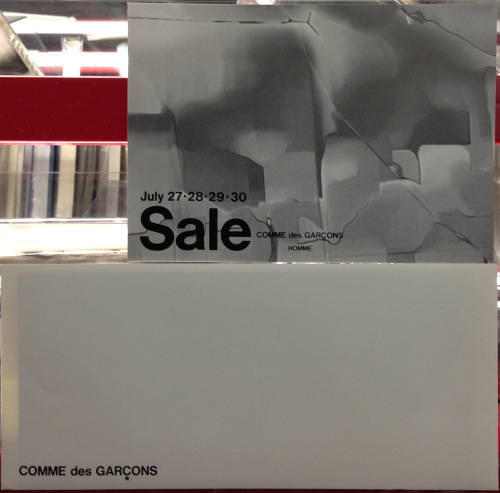 July 27·28·29·30
Sale COMME des GARÇONS
HOMME
COMME des GARÇONS